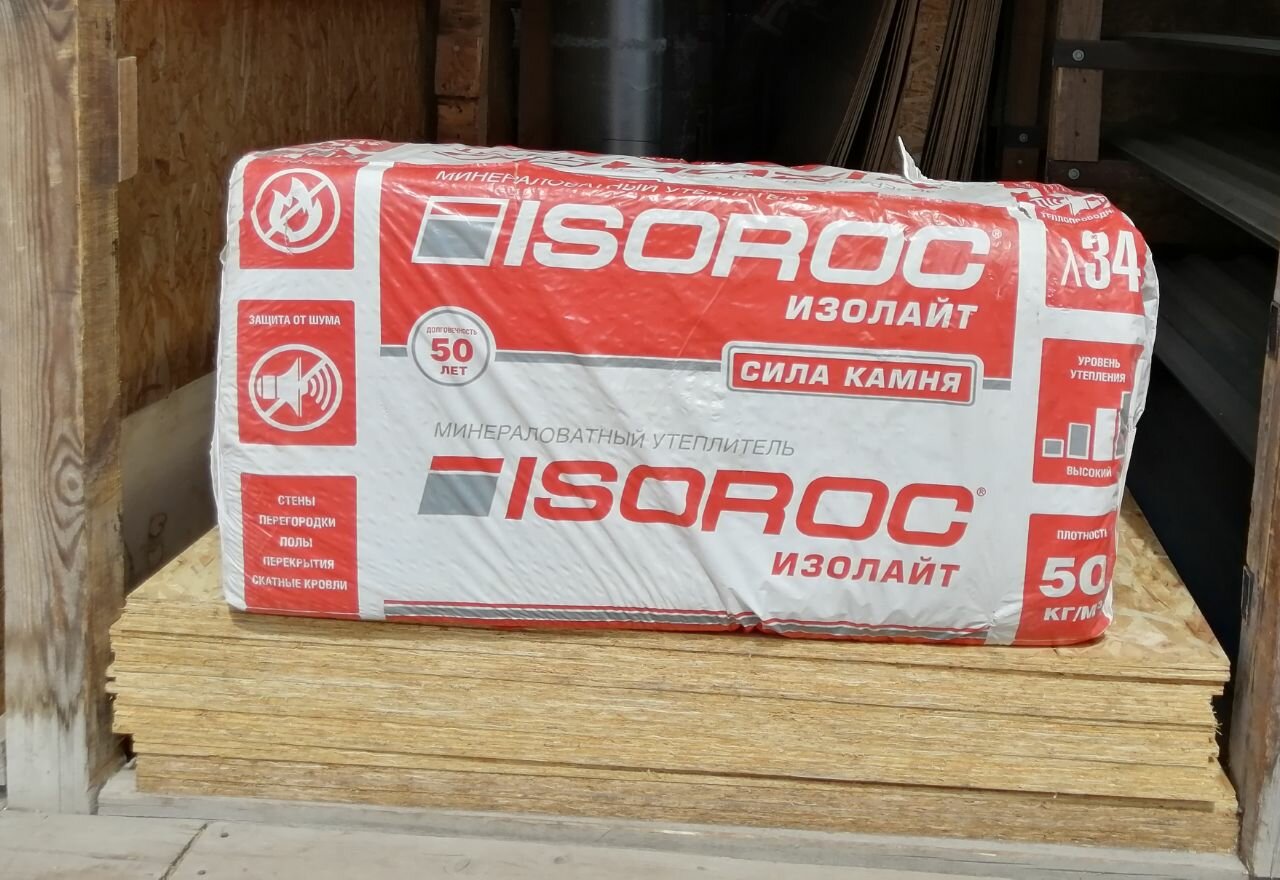 МИНЕРАЛОВАТНЫЙ УТЕПЛИТЕЛЬ
ISOROC®
ИЗОЛАЙТ
λ34
ЗАЩИТА ОТ ШУМА
ДОЛГОВЕЧНОСТЬ
50
ЛЕТ
СИЛА КАМНЯ
УРОВЕНЬ
УТЕПЛЕНИЯ
ВЫСОКИЙ
МИНЕРАЛОВАТНЫЙ УТЕПЛИТЕЛЬ
ISOROC®
ИЗОЛАЙТ
СТЕНЫ
ПЕРЕГОРОДКИ
ПОЛЫ
ПЕРЕКРЫТИЯ
СКАТНЫЕ КРОВЛИ
ПЛОТНОСТЬ
50
КГ/М³